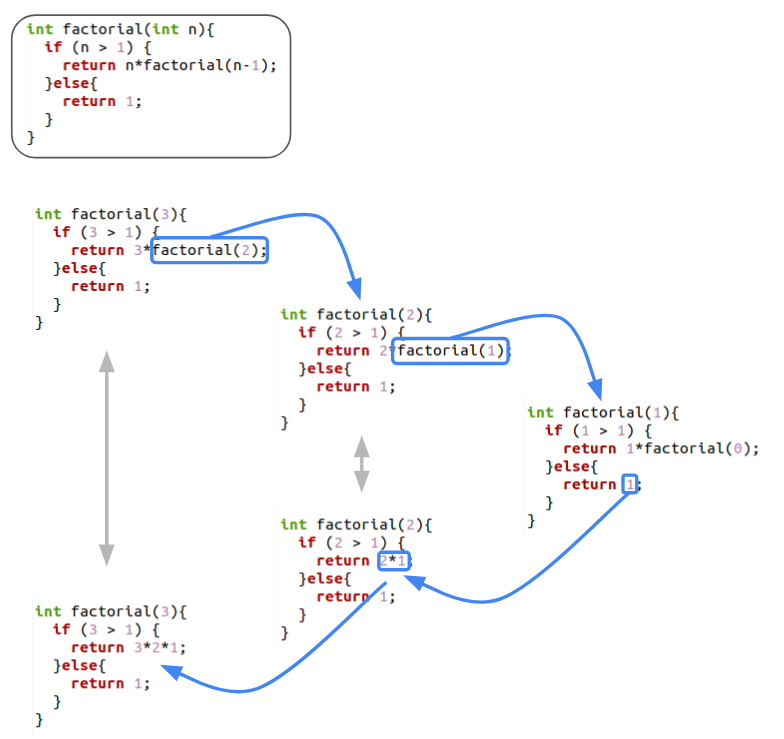 int factorial(int n){
  if (n > 1) {
    return n*factorial(n-1);
  }else{
    return 1;
  }
}
int factorial(3){
  if (3 > 1) {
    return 3*factorial(2);
  }else{
    return 1;
  }
}
int factorial(2){
  if (2 > 1) {
    return 2*factorial(1);
  }else{
    return 1;
  }
}
int factorial(1){
  if (1 > 1) {
    return 1*factorial(0);
  }else{
    return 1;
  }
}
int factorial(2){
  if (2 > 1) {
    return 2*1;
  }else{
    return 1;
  }
}
int factorial(3){
  if (3 > 1) {
    return 3*2*1;
  }else{
    return 1;
  }
}